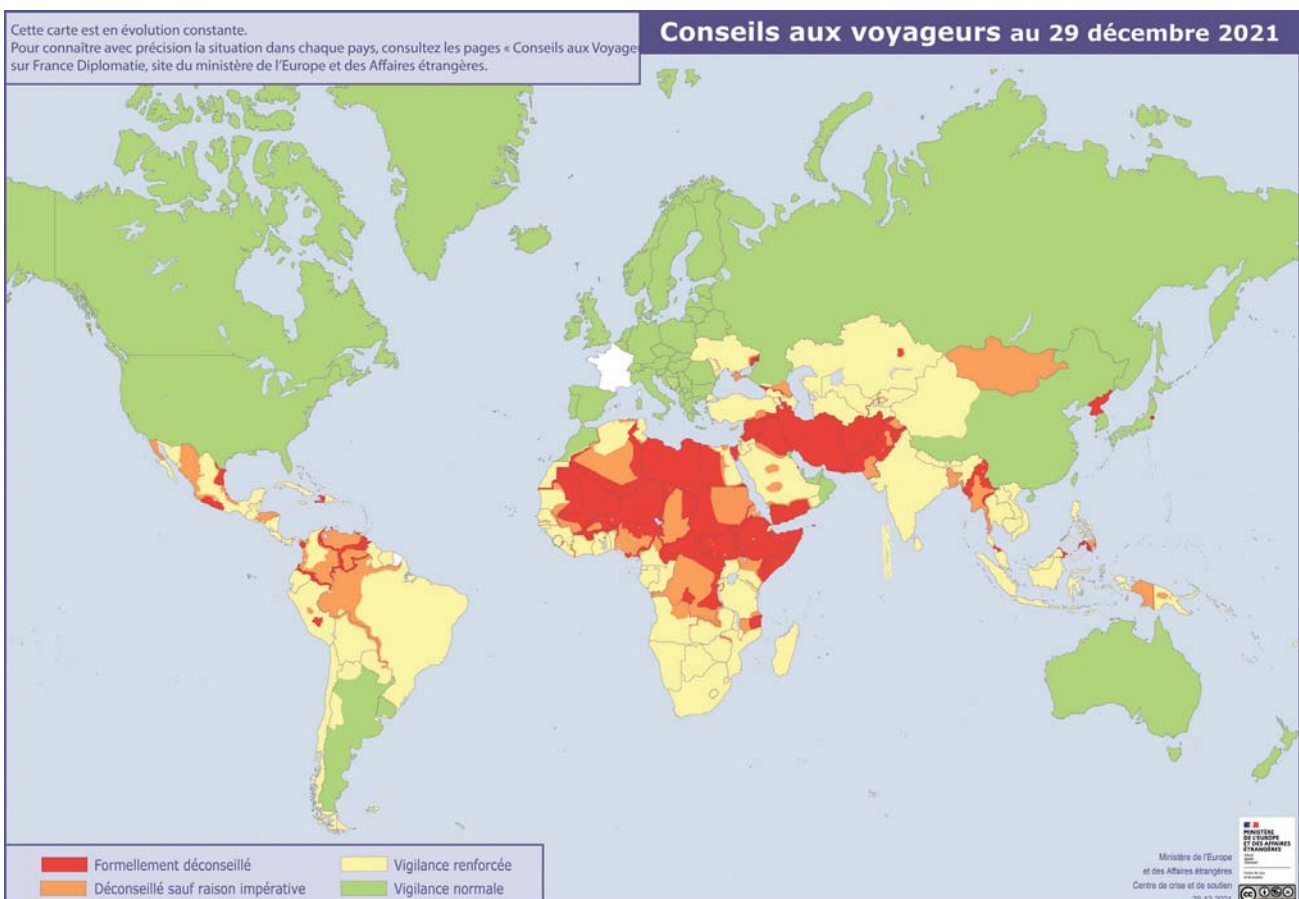 Cette carte est en évolution constante.
Pour connaître avec précision la situation dans chaque pays, consultez les pages « Conseils aux Voyage
sur France Diplomatie, site du ministère de l'Europe et des Affaires étrangères.
Conseils aux voyageurs au 29 décembre 2021
Formellement déconseillé
Déconseillé sauf raison impérative
Vigilance renforcée
Vigilance normale
Ministère de l'Europe
et des Affaires étrangères
Centre de crise et de soutien
MINISTÈRE
DE L'EUROPE
ET DES AFFAIRES
ÉTRANGÈRES